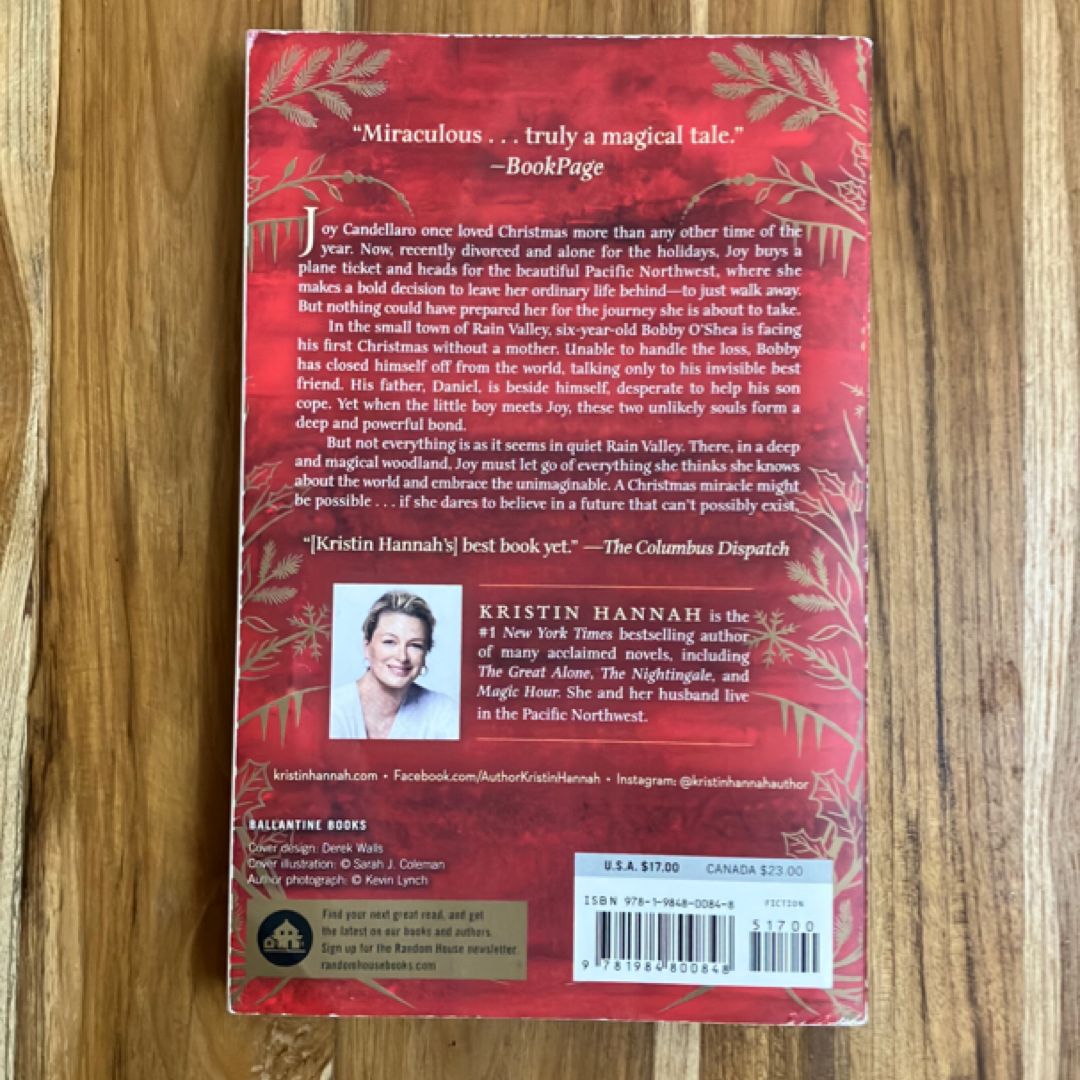 “Miraculous . . . truly a magical tale.”
—BookPage
Joy Candellaro once loved Christmas more than any other time of the
year. Now, recently divorced and alone for the holidays, Joy buys a
plane ticket and heads for the beautiful Pacific Northwest, where she
makes a bold decision to leave her ordinary life behind—to just walk away.
But nothing could have prepared her for the journey she is about to take.
In the small town of Rain Valley, six-year-old Bobby O’Shea is facing
his first Christmas without a mother. Unable to handle the loss, Bobby
has closed himself off from the world, talking only to his invisible best
friend. His father, Daniel, is beside himself, desperate to help his son
cope. Yet when the little boy meets Joy, these two unlikely souls form a
deep and powerful bond.
But not everything is as it seems in quiet Rain Valley. There, in a deep
and magical woodland, Joy must let go of everything she thinks she knows
about the world and embrace the unimaginable. A Christmas miracle might
be possible . . . if she dares to believe in a future that can’t possibly exist.
“[Kristin Hannah’s] best book yet.” —The Columbus Dispatch
KRISTIN HANNAH is the
#1 New York Times bestselling author
of many acclaimed novels, including
The Great Alone, The Nightingale, and
Magic Hour. She and her husband live
in the Pacific Northwest.
kristinhannah.com • Facebook.com/AuthorKristinHannah • Instagram: @kristinhannahauthor
BALLANTINE BOOKS
Cover design: Derek Walls
Cover illustration: © Sarah J. Coleman
Author photograph: © Kevin Lynch
Find your next great read, and get
the latest on our books and authors.
Sign up for the Random House newsletter.
randomhousebooks.com
U.S.A. $17.00 CANADA $23.00
ISBN 978-1-9848-0084-8 FICTION
51700
9 781984 800848